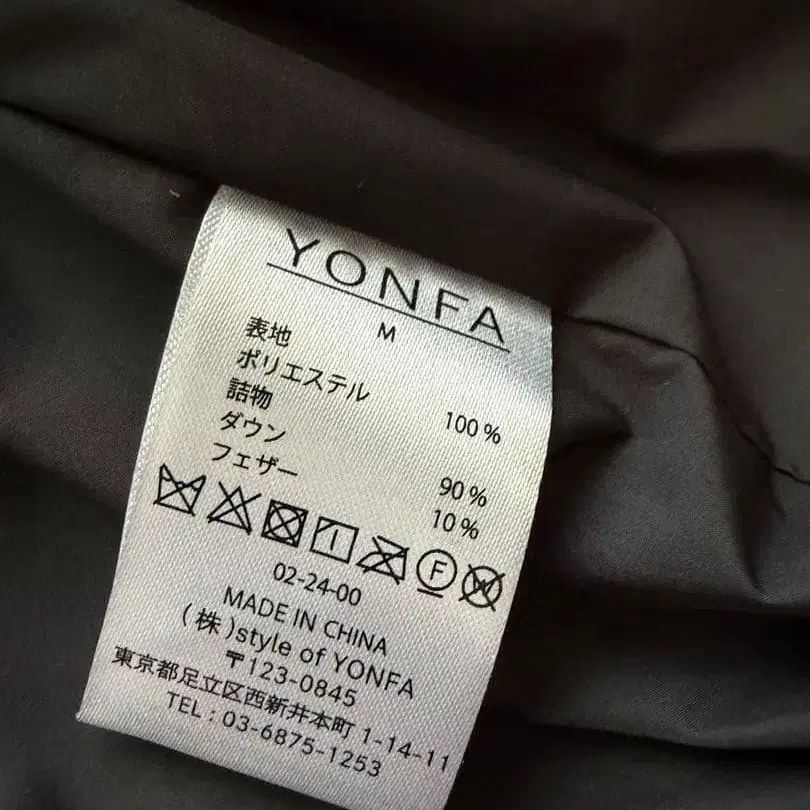 YONFA
M
表地
ポリエステル 100%
詰物
ダウン 90%
フェザー 10%
F W
02-24-00
MADE IN CHINA
(株)style of YONFA
〒123-0845
東京都足立区西新井本町 1-14-11
TEL : 03-6875-1253